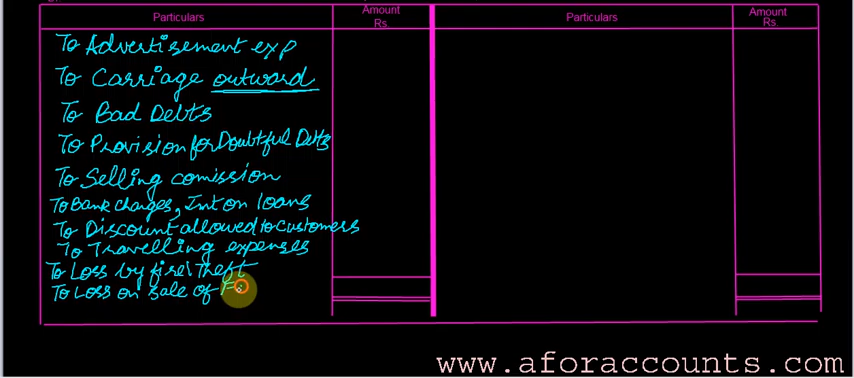 Particulars
Amount
Rs.
Particulars
Amount
Rs.
To Advertisement exp
To Carriage outward
To Bad Debts
To Provision for Doubtful Debts
To Selling comission
To Bank charges, Int on loans
To Discount allowed to customers
To Travelling expenses
To Loss by fire\Theft
To Loss on sale of F
www.aforaccounts.com